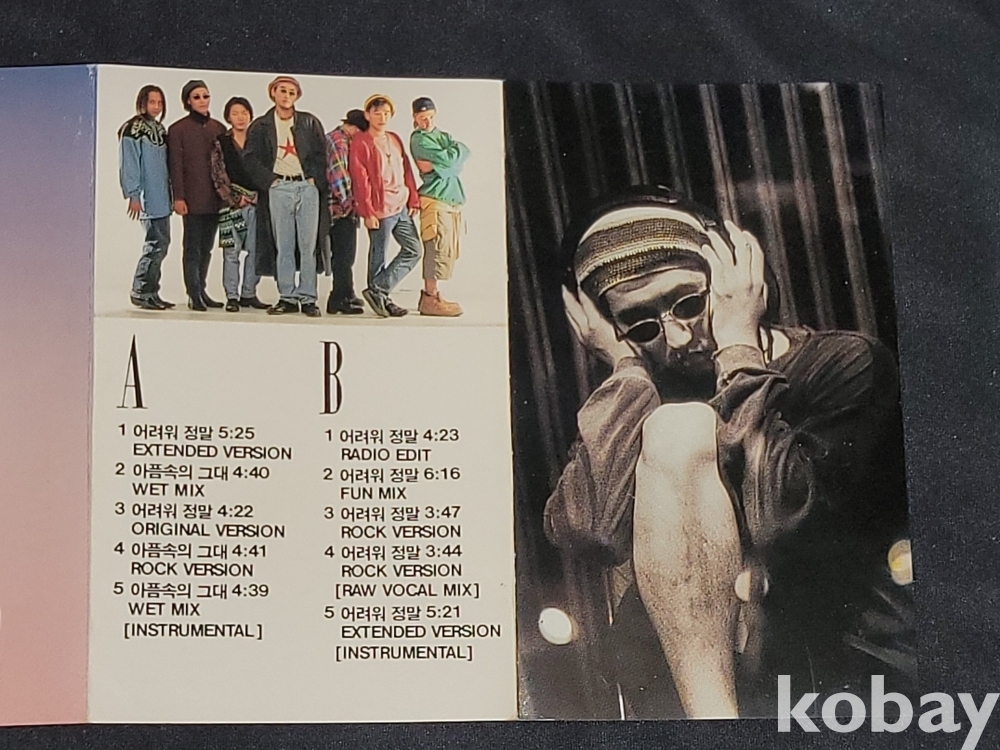 A
1 어려워 정말 5:25
EXTENDED VERSION
2 아픔속의 그대 4:40
WET MIX
3 어려워 정말 4:22
ORIGINAL VERSION
4 아픔속의 그대 4:41
ROCK VERSION
5 아픔속의 그대 4:39
WET MIX
[INSTRUMENTAL]
B
1 어려워 정말 4:23
RADIO EDIT
2 어려워 정말 6:16
FUN MIX
3 어려워 정말 3:47
ROCK VERSION
4 어려워 정말 3:44
ROCK VERSION
[RAW VOCAL MIX]
5 어려워 정말 5:21
EXTENDED VERSION
[INSTRUMENTAL]
kobay